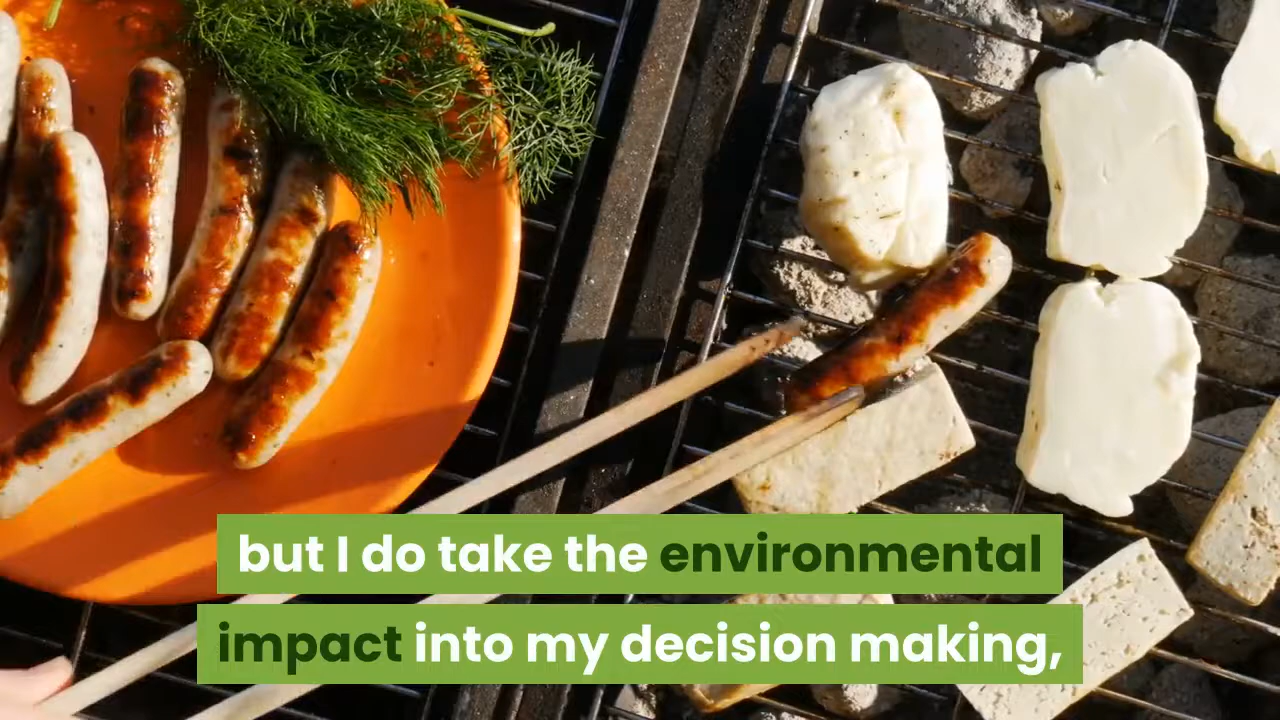 but I do take the environmental
impact into my decision making,